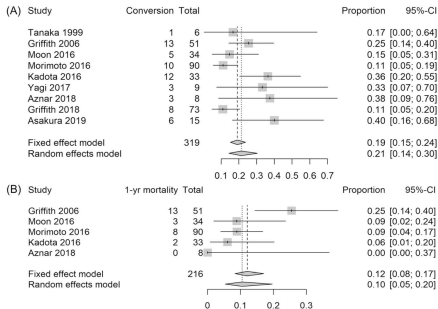 (A) Study Conversion Total Proportion 95%-CI
Tanaka 1999 1 6 0.17 [0.00; 0.64]
Griffith 2006 13 51 0.25 [0.14; 0.40]
Moon 2016 5 34 0.15 [0.05; 0.31]
Morimoto 2016 10 90 0.11 [0.05; 0.19]
Kadota 2016 12 33 0.36 [0.20; 0.55]
Yagi 2017 3 9 0.33 [0.07; 0.70]
Aznar 2018 3 8 0.38 [0.09; 0.76]
Griffith 2018 8 73 0.11 [0.05; 0.20]
Asakura 2019 6 15 0.40 [0.16; 0.68]
Fixed effect model 319 0.19 [0.15; 0.24]
Random effects model 0.21 [0.14; 0.30]
0.1 0.2 0.3 0.4 0.5 0.6 0.7
(B) Study 1-yr mortality Total Proportion 95%-CI
Griffith 2006 13 51 0.25 [0.14; 0.40]
Moon 2016 3 34 0.09 [0.02; 0.24]
Morimoto 2016 8 90 0.09 [0.04; 0.17]
Kadota 2016 2 33 0.06 [0.01; 0.20]
Aznar 2018 0 8 0.00 [0.00; 0.37]
Fixed effect model 216 0.12 [0.08; 0.17]
Random effects model 0.10 [0.05; 0.20]
0 0.1 0.2 0.3